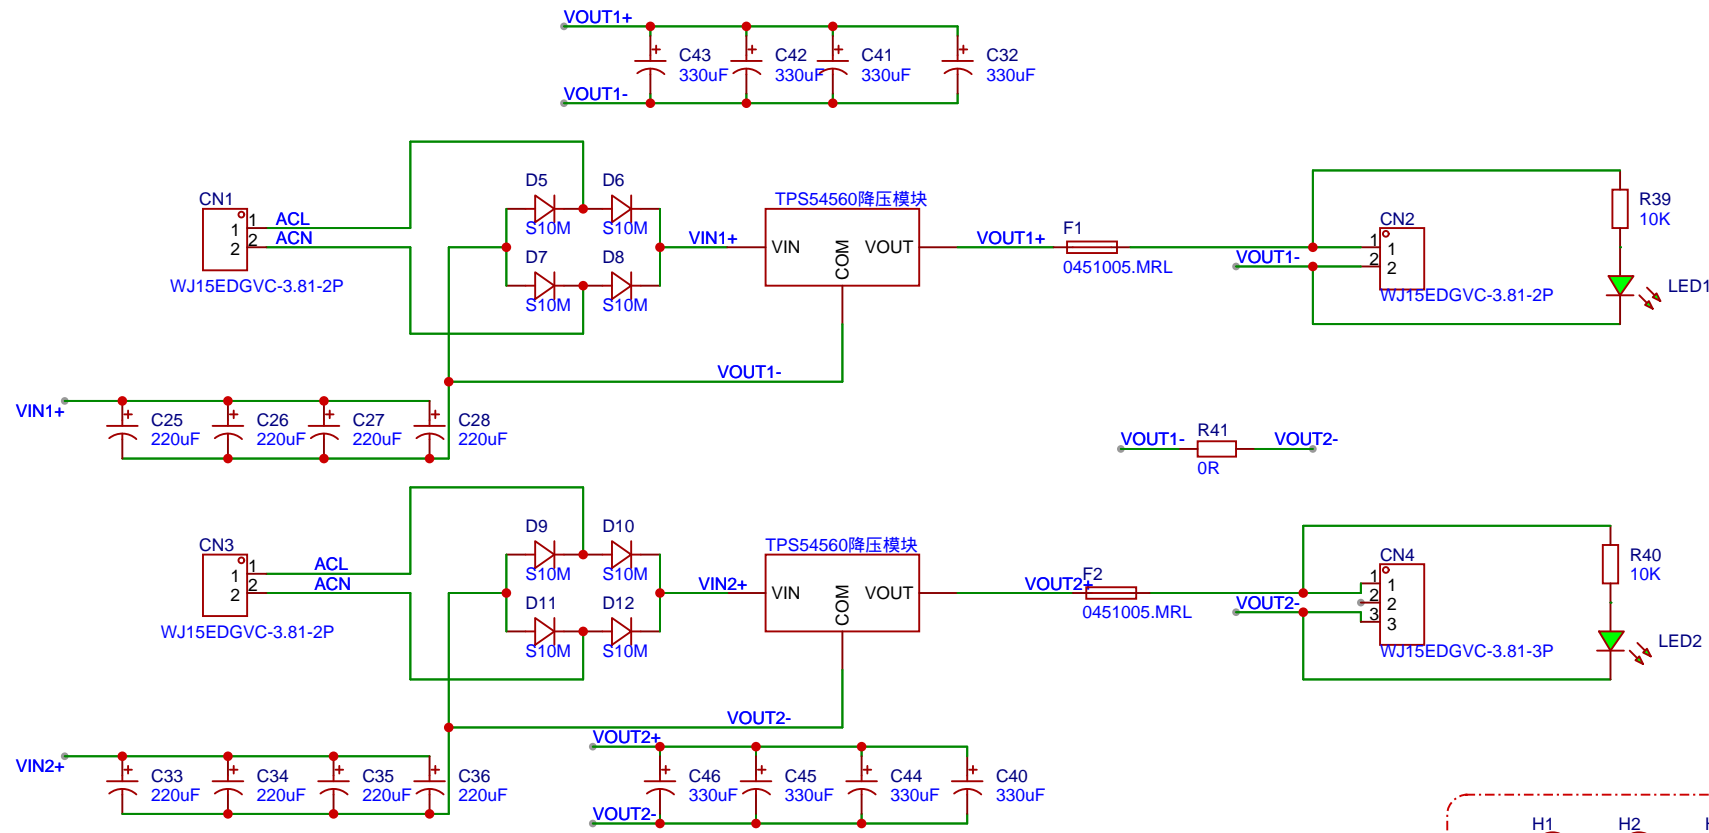 VOUT1+
C43
330uF
C42
330uF
C41
330uF
C32
330uF
VOUT1-
CN1
1
2
1
2
ACL
ACN
WJ15EDGVC-3.81-2P
D5
S10M
D6
S10M
D7
S10M
D8
S10M
VIN1+
TPS54560降压模块
VIN
COM
VOUT
VOUT1+
F1
0451005.MRL
VOUT1-
CN2
1
2
1
2
WJ15EDGVC-3.81-2P
R39
10K
LED1
VOUT1-
VIN1+
C25
220uF
C26
220uF
C27
220uF
C28
220uF
VOUT1-
R41
0R
VOUT2-
CN3
1
2
1
2
ACL
ACN
WJ15EDGVC-3.81-2P
D9
S10M
D10
S10M
D11
S10M
D12
S10M
VIN2+
TPS54560降压模块
VIN
COM
VOUT
VOUT2+
F2
0451005.MRL
VOUT2-
CN4
1
2
3
1
2
3
WJ15EDGVC-3.81-3P
R40
10K
LED2
VOUT2-
VIN2+
C33
220uF
C34
220uF
C35
220uF
C36
220uF
VOUT2+
C46
330uF
C45
330uF
C44
330uF
C40
330uF
VOUT2-
H1
H2